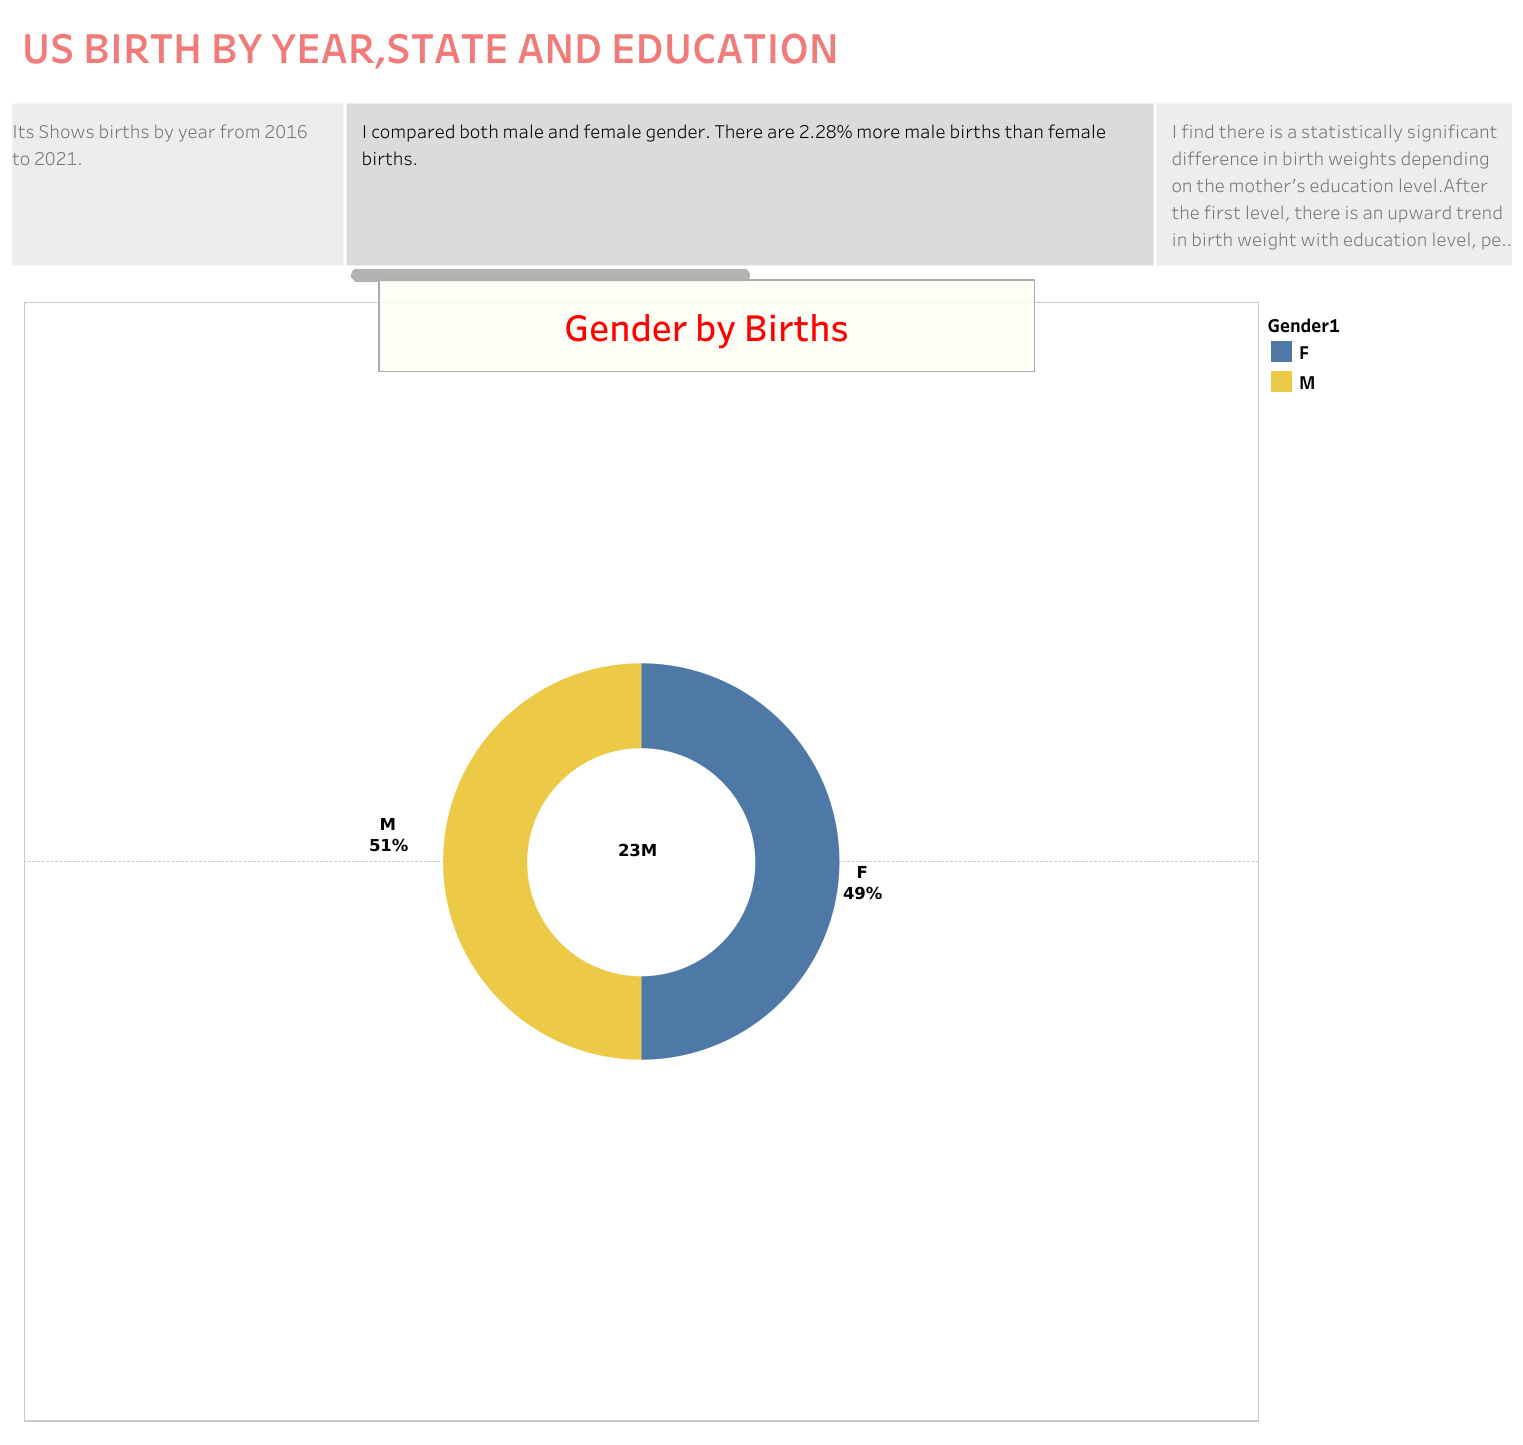 US BIRTH BY YEAR,STATE AND EDUCATION
Its Shows births by year from 2016
to 2021.
I compared both male and female gender. There are 2.28% more male births than female
births.
I find there is a statistically significant
difference in birth weights depending
on the mother's education level.After
the first level, there is an upward trend
in birth weight with education level, pe..
Gender by Births
Gender1
F
M
M
51%
23M
F
49%